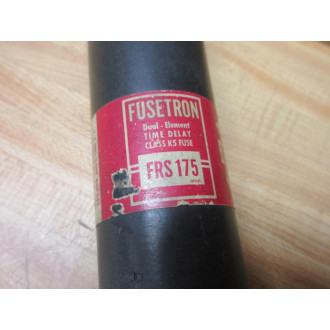 FUSETRON
Dual - Element
TIME DELAY
CLASS K5 FUSE
FRS 175